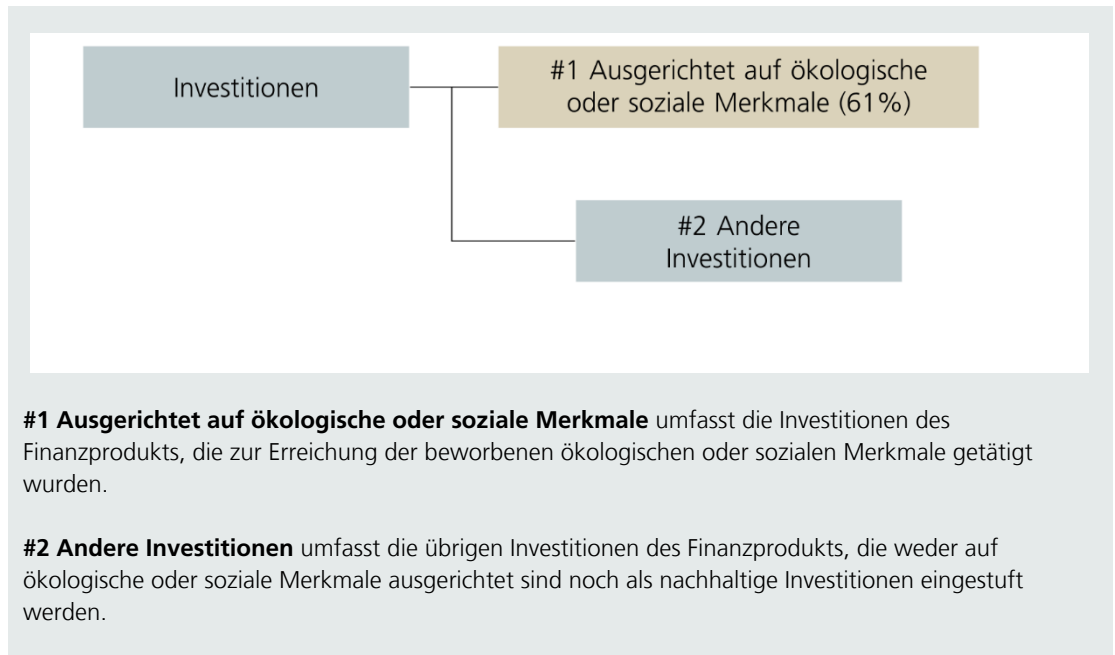 Investitionen
#1 Ausgerichtet auf ökologische
oder soziale Merkmale (61%)
#2 Andere
Investitionen
#1 Ausgerichtet auf ökologische oder soziale Merkmale umfasst die Investitionen des
Finanzprodukts, die zur Erreichung der beworbenen ökologischen oder sozialen Merkmale getätigt
wurden.
#2 Andere Investitionen umfasst die übrigen Investitionen des Finanzprodukts, die weder auf
ökologische oder soziale Merkmale ausgerichtet sind noch als nachhaltige Investitionen eingestuft
werden.